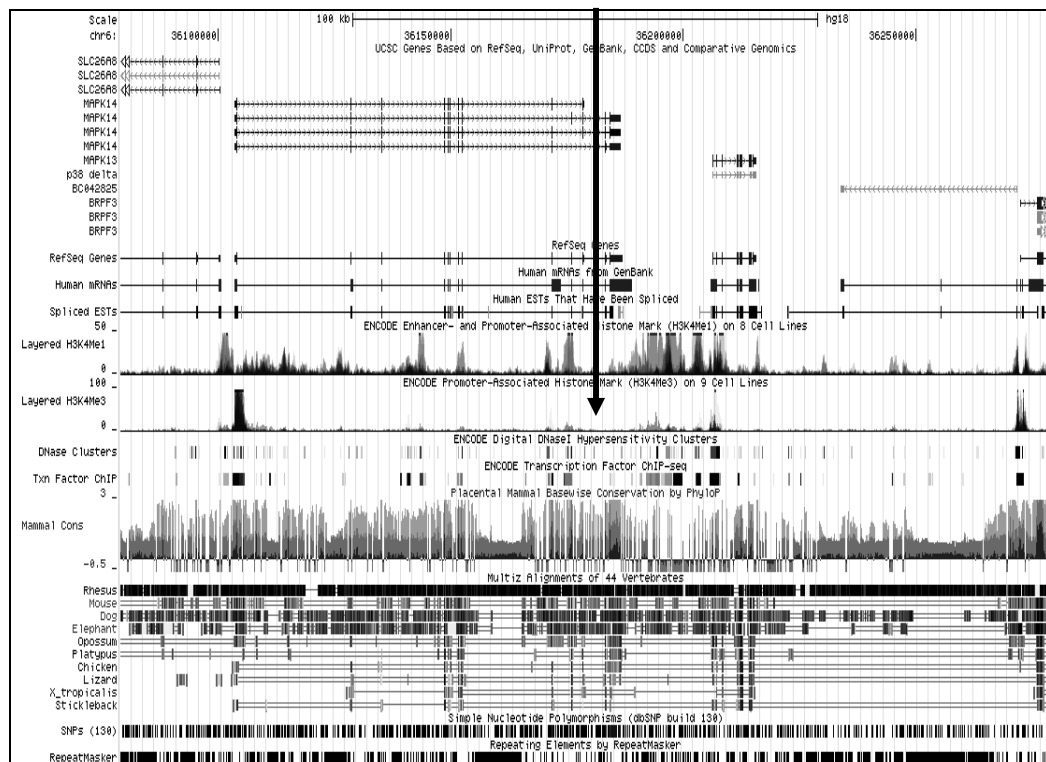 Scale 100 kb hg18
chr6: 36100000 36150000 36200000 36250000
UCSC Genes Based on RefSeq, UniProt, GenBank, CCDS and Comparative Genomics
SLC26A8
SLC26A8
SLC26A8
MAPK14
MAPK14
MAPK14
MAPK14
MAPK13
p38 delta
BC042825
BRPF3
BRPF3
BRPF3
RefSeq Genes
RefSeq Genes
Human mRNAs from GenBank
Human mRNAs
Human ESTs That Have Been Spliced
Spliced ESTs
ENCODE Enhancer- and Promoter-Associated Histone Mark (H3K4Me1) on 8 Cell Lines
50 _
Layered H3K4Me1
0 _
ENCODE Promoter-Associated Histone Mark (H3K4Me3) on 9 Cell Lines
100 _
Layered H3K4Me3
0 _
ENCODE Digital DNaseI Hypersensitivity Clusters
DNase Clusters
ENCODE Transcription Factor ChIP-seq
Txn Factor ChIP
Placental Mammal Basewise Conservation by PhyloP
3 _
Mammal Cons
-0.5 _
Multiz Alignments of 44 Vertebrates
Rhesus
Mouse
Dog
Elephant
Opossum
Platypus
Chicken
Lizard
X_tropicalis
Stickleback
Simple Nucleotide Polymorphisms (dbSNP build 130)
SNPs (130)
Repeating Elements by RepeatMasker
RepeatMasker